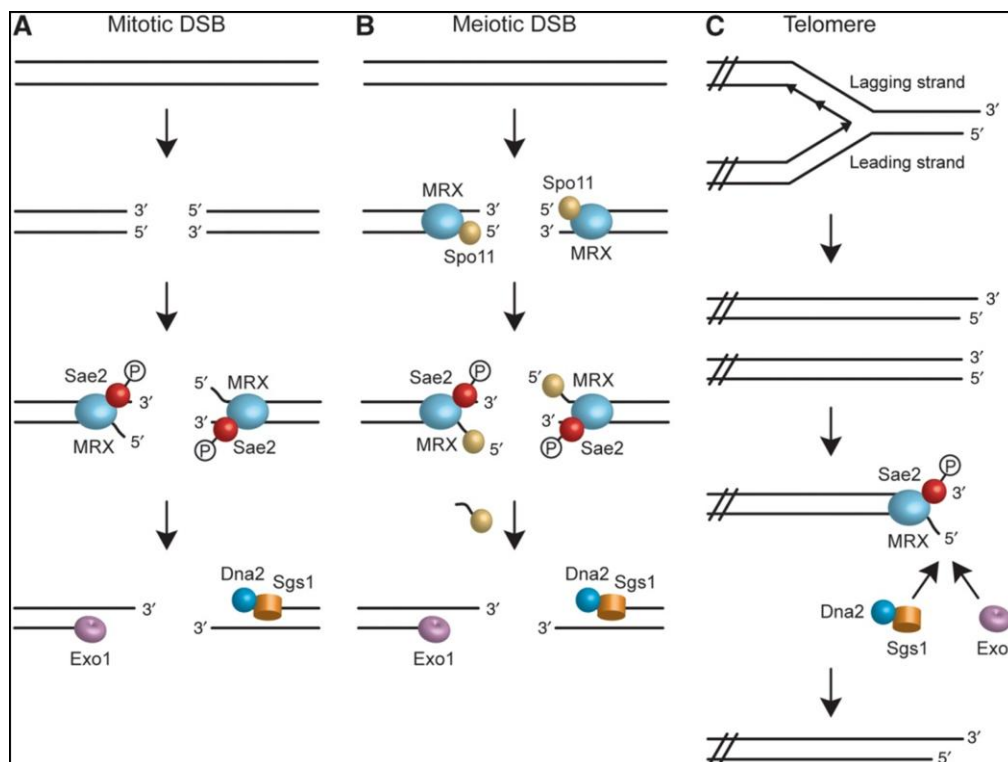 A Mitotic DSB
3′ 5′
5′ 3′
Sae2 P
3′
MRX 5′
5′ MRX
3′
P Sae2
Dna2 Sgs1
3′
3′
Exo1
B Meiotic DSB
MRX 3′
5′
Spo11
Spo11
5′
3′
MRX
Sae2 P
3′
MRX 5′
5′ MRX
3′
P Sae2
Dna2 Sgs1
3′
3′
Exo1
C Telomere
Lagging strand
3′
5′
Leading strand
3′
5′
3′
5′
Sae2 P
3′
MRX 5′
Dna2
Sgs1 Exo
3′
5′